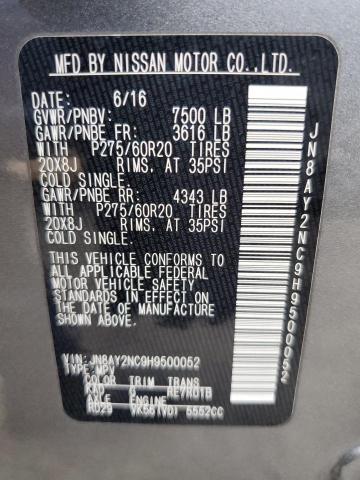 MFD BY NISSAN MOTOR CO.,LTD.
DATE: 6/16
GVWR/PNBV: 7500 LB
GAWR/PNBE FR: 3616 LB
WITH P275/60R20 TIRES
20X8J RIMS. AT 35PSI
COLD SINGLE.
GAWR/PNBE RR: 4343 LB
WITH P275/60R20 TIRES
20X8J RIMS. AT 35PSI
COLD SINGLE.
THIS VEHICLE CONFORMS TO
ALL APPLICABLE FEDERAL
MOTOR VEHICLE SAFETY
STANDARDS IN EFFECT ON
THE DATE OF MANUFACTURE
SHOWN ABOVE.
VIN: JN8AY2NC9H9500052
TYPE:MPV
COLOR TRIM TRANS
KAD G RE7R01B
AXLE ENGINE
RD29 VK56(VD) 5552CC
JN8AY2NC9H9500052